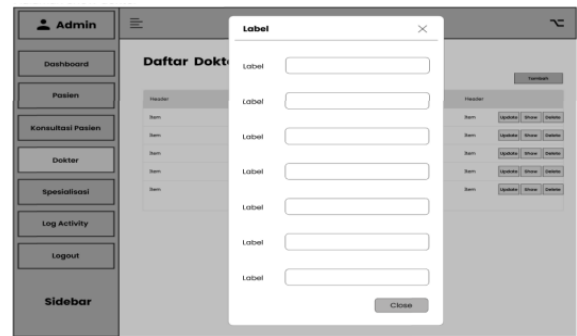 Admin
Dashboard
Pasien
Konsultasi Pasien
Dokter
Spesialisasi
Log Activity
Logout
Sidebar
Daftar Dokt
Tambah
Header
Header
Item
Item
Update Show Delete
Item
Item
Update Show Delete
Item
Item
Update Show Delete
Item
Item
Update Show Delete
Item
Item
Update Show Delete
Label
Label
Label
Label
Label
Label
Label
Label
Close